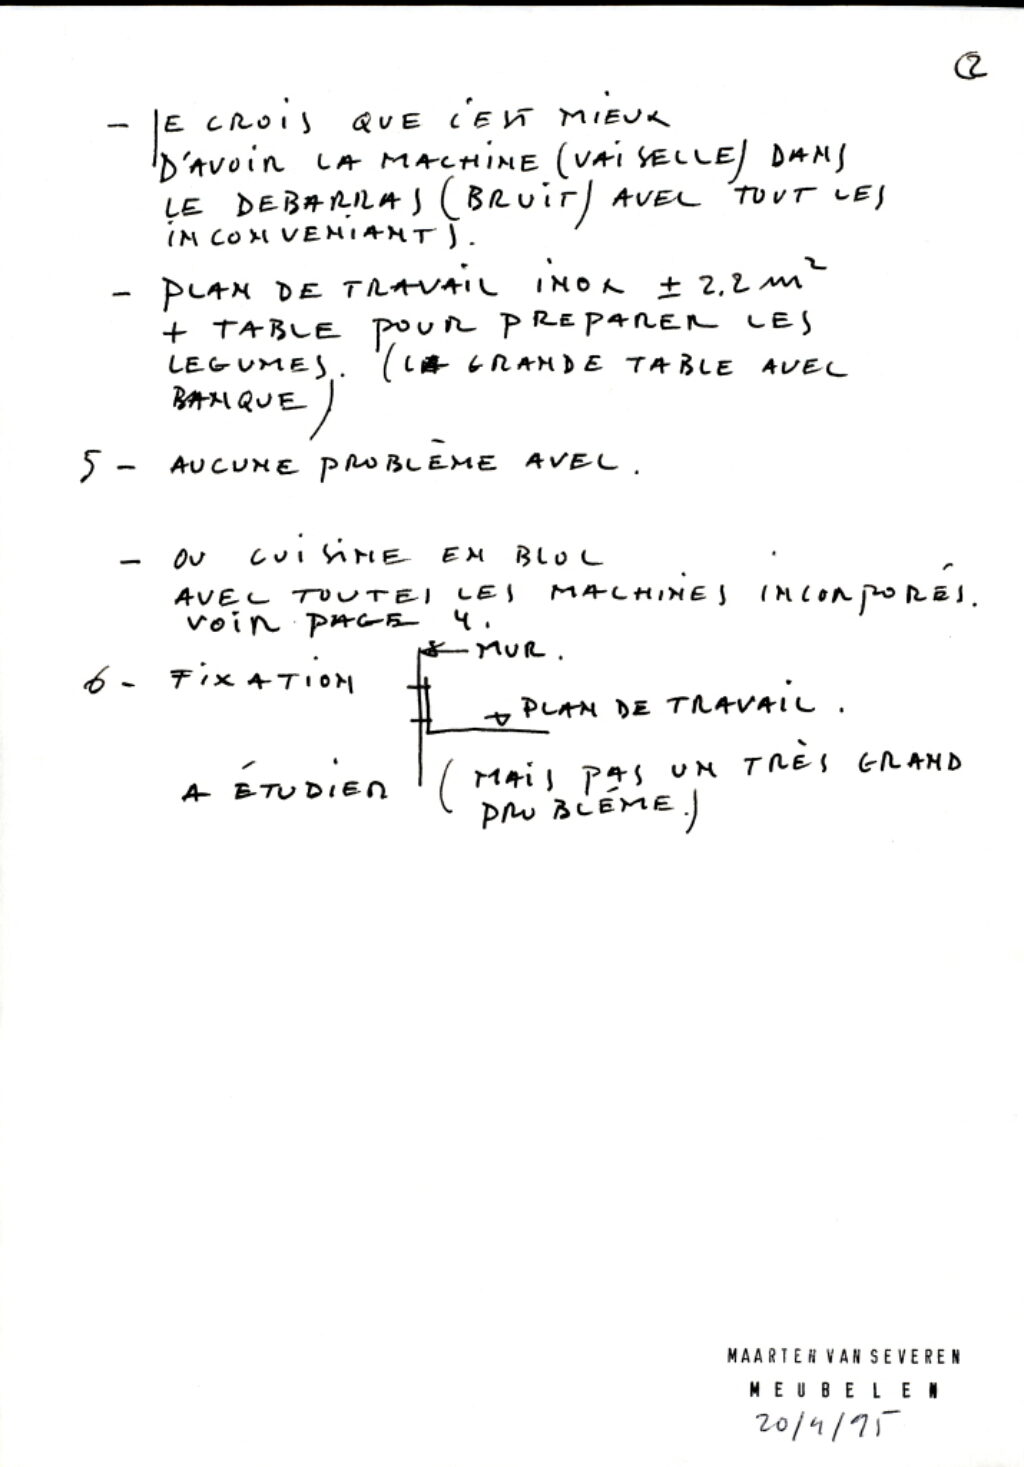 2
- JE CROIS QUE C'EST MIEUX
D'AVOIR LA MACHINE (VAISELLE) DANS
LE DEBARRAS (BRUIT) AVEC TOUT LES
INCONVENIANTS.
- PLAN DE TRAVAIL INOX ± 2.2 m²
+ TABLE POUR PREPARER LES
LEGUMES. (LA GRANDE TABLE AVEC
BANQUE)
5 - AUCUNE PROBLÈME AVEC.
- OU CUISINE EN BLOC
AVEC TOUTES LES MACHINES INCORPORÉS.
VOIR PAGE 4.
MUR.
6 - FIXATION
PLAN DE TRAVAIL.
A ÉTUDIER (MAIS PAS UN TRÈS GRAND
PROBLÉME.)
MAARTEN VAN SEVEREN
MEUBELEN
20/4/95